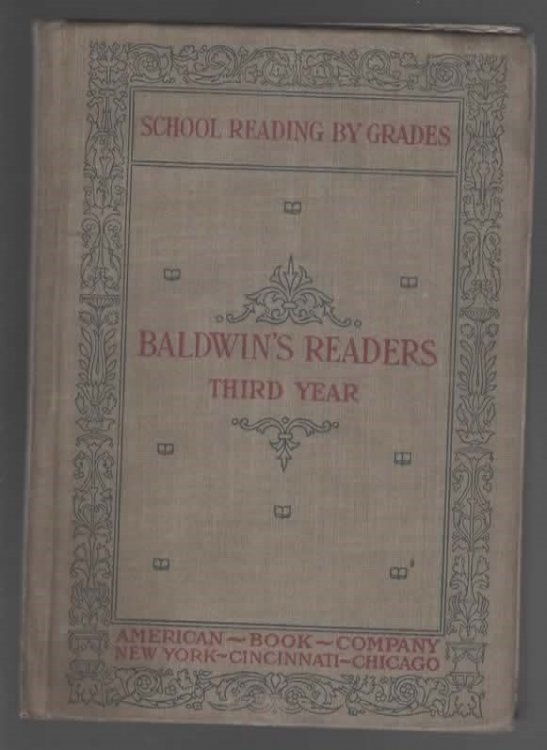 SCHOOL READING BY GRADES
BALDWIN'S READERS
THIRD YEAR
AMERICAN~BOOK~COMPANY
NEW YORK~CINCINNATI~CHICAGO